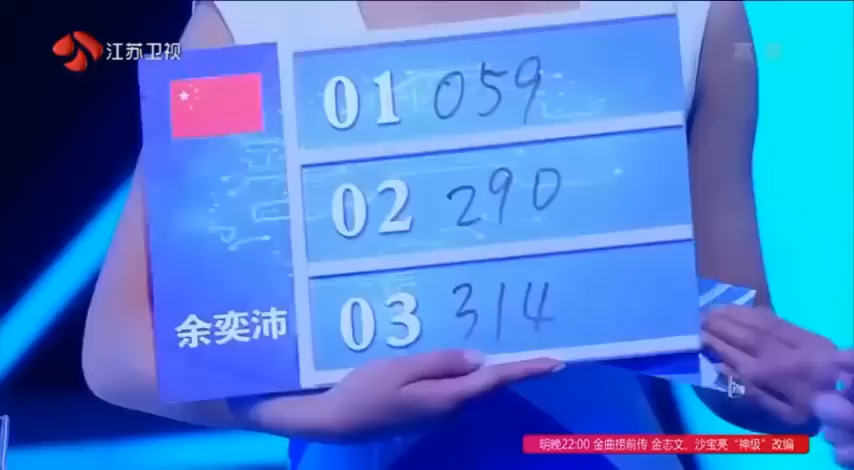 江苏卫视
01 059
02 290
03 314
余奕沛
明晚22:00 金曲捞前传 金志文、沙宝亮“神级”改编